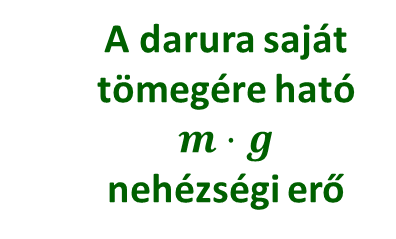 A darura saját
tömegére ható
m · g
nehézségi erő